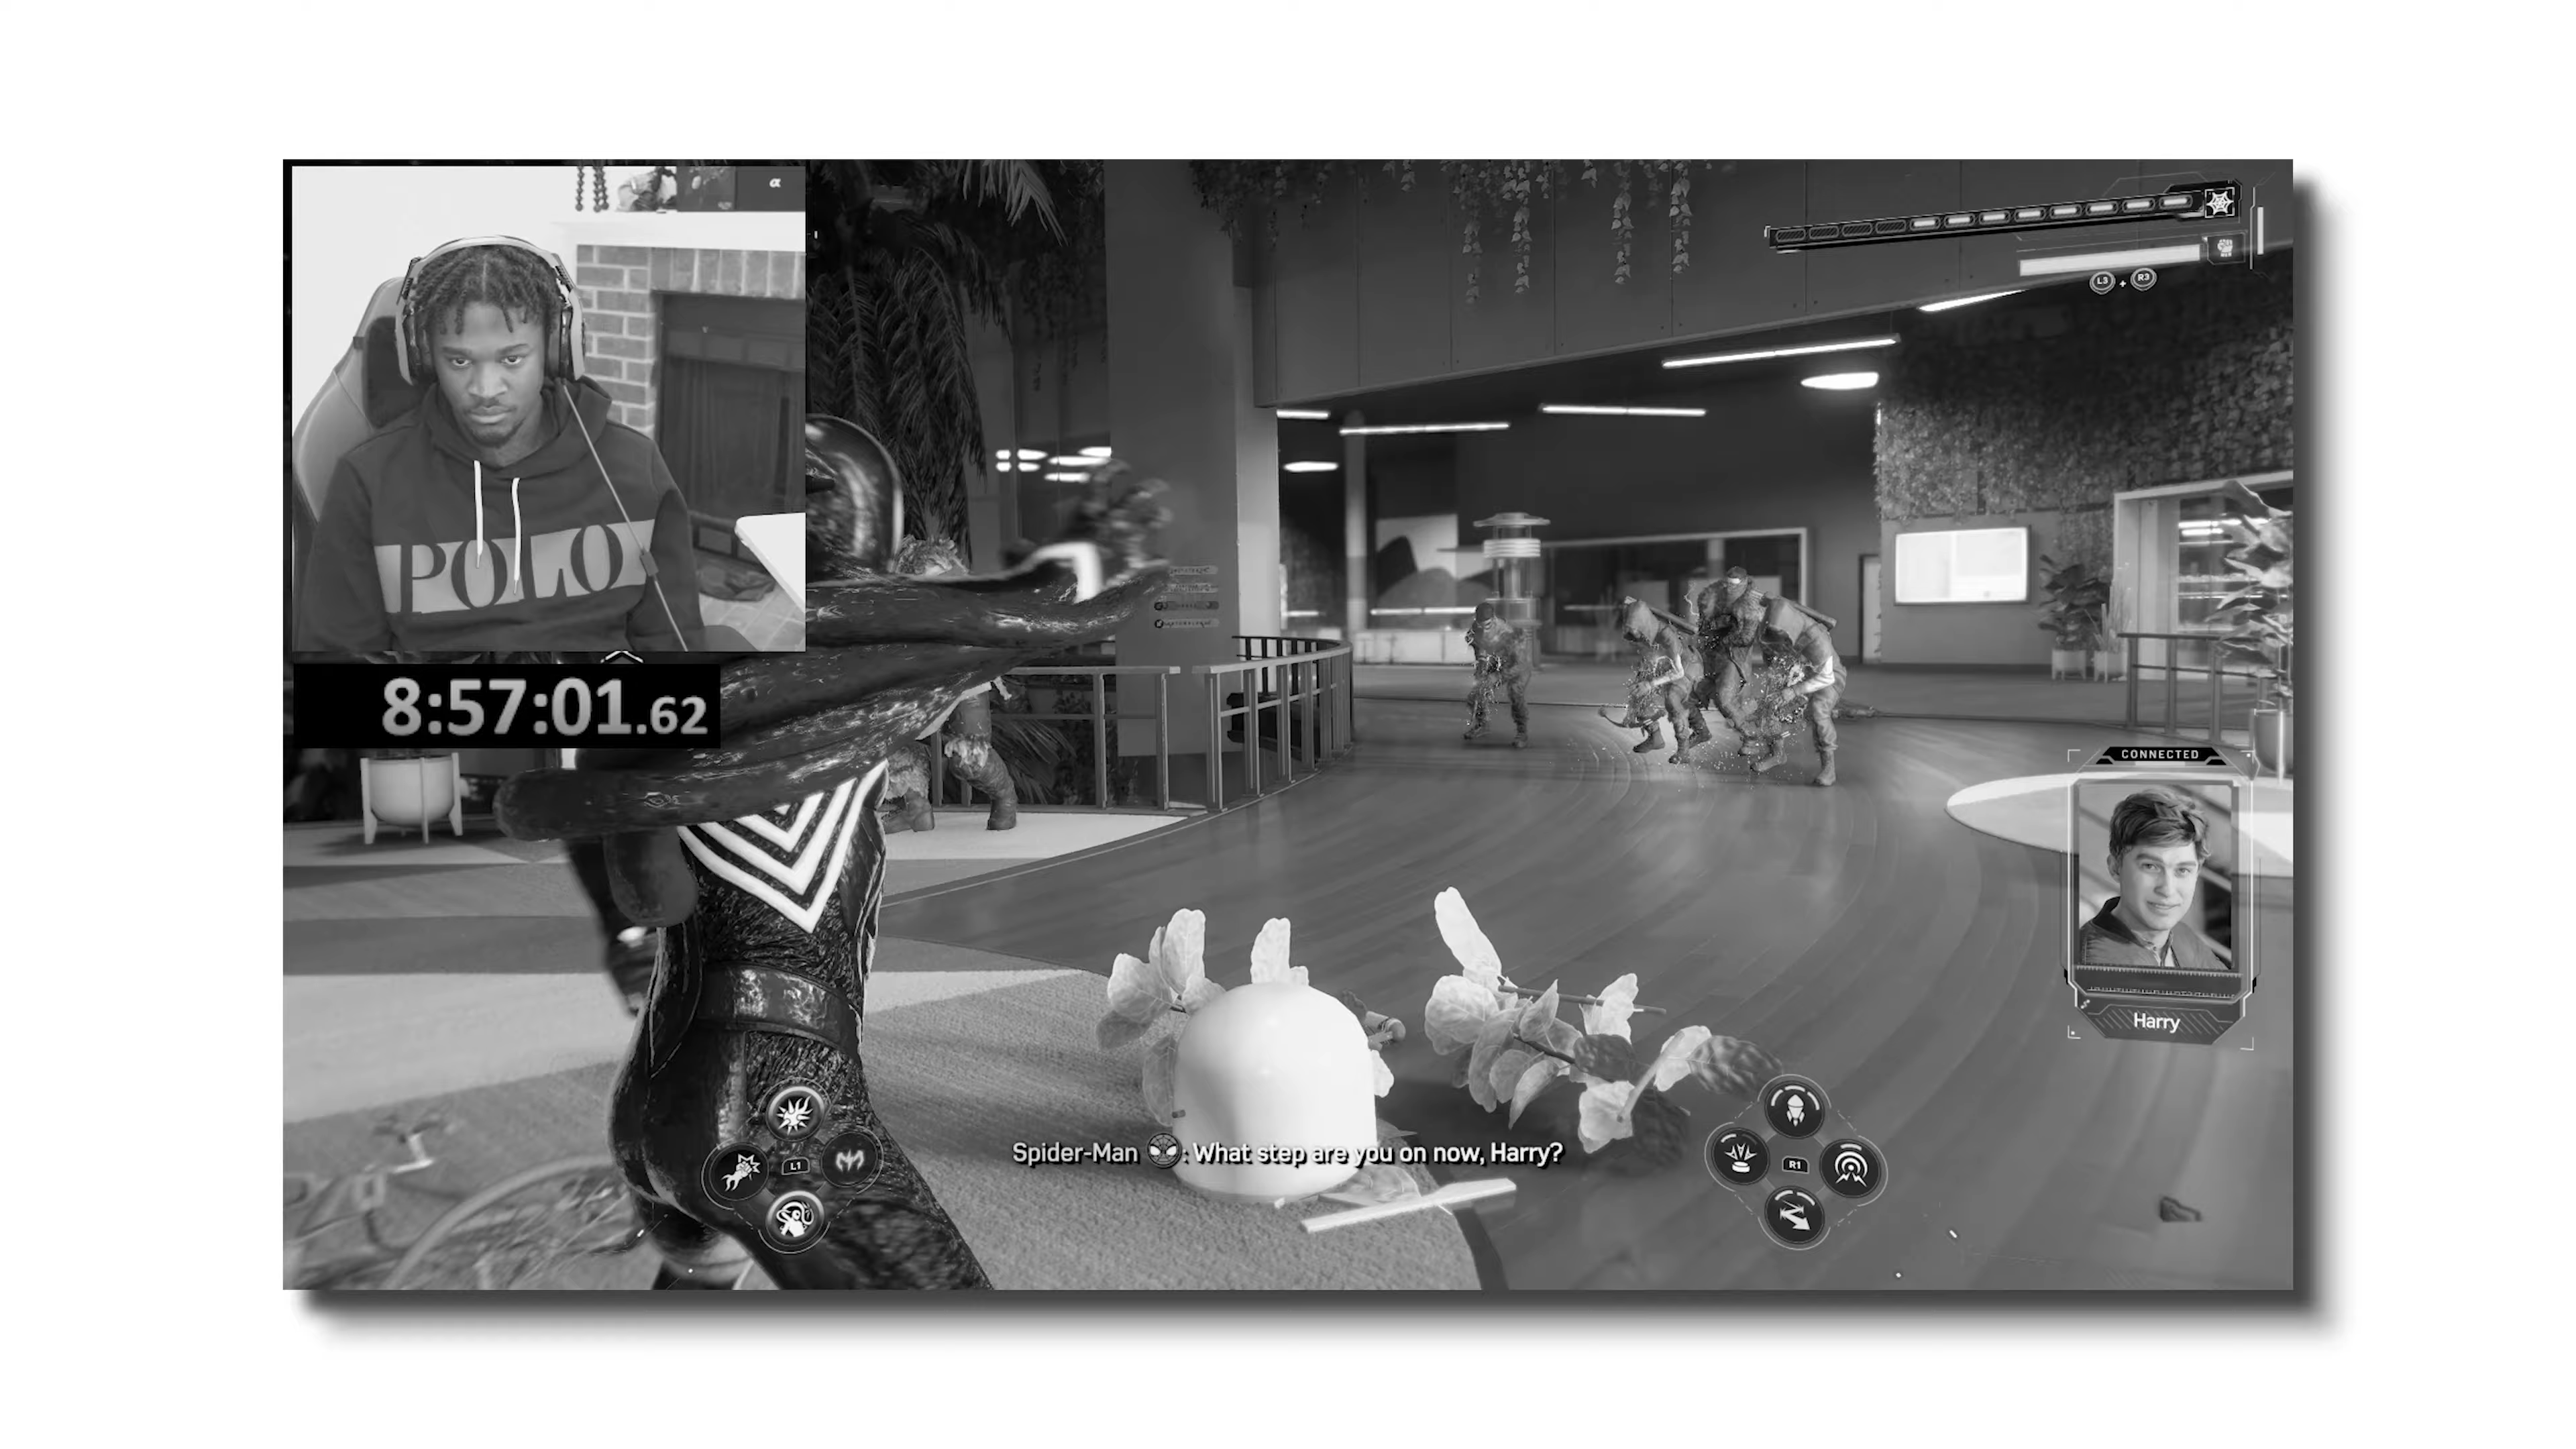 α
L3 + R3
POLO
8:57:01.62
CONNECTED
Harry
Spider-Man : What step are you on now, Harry?
L1
R1